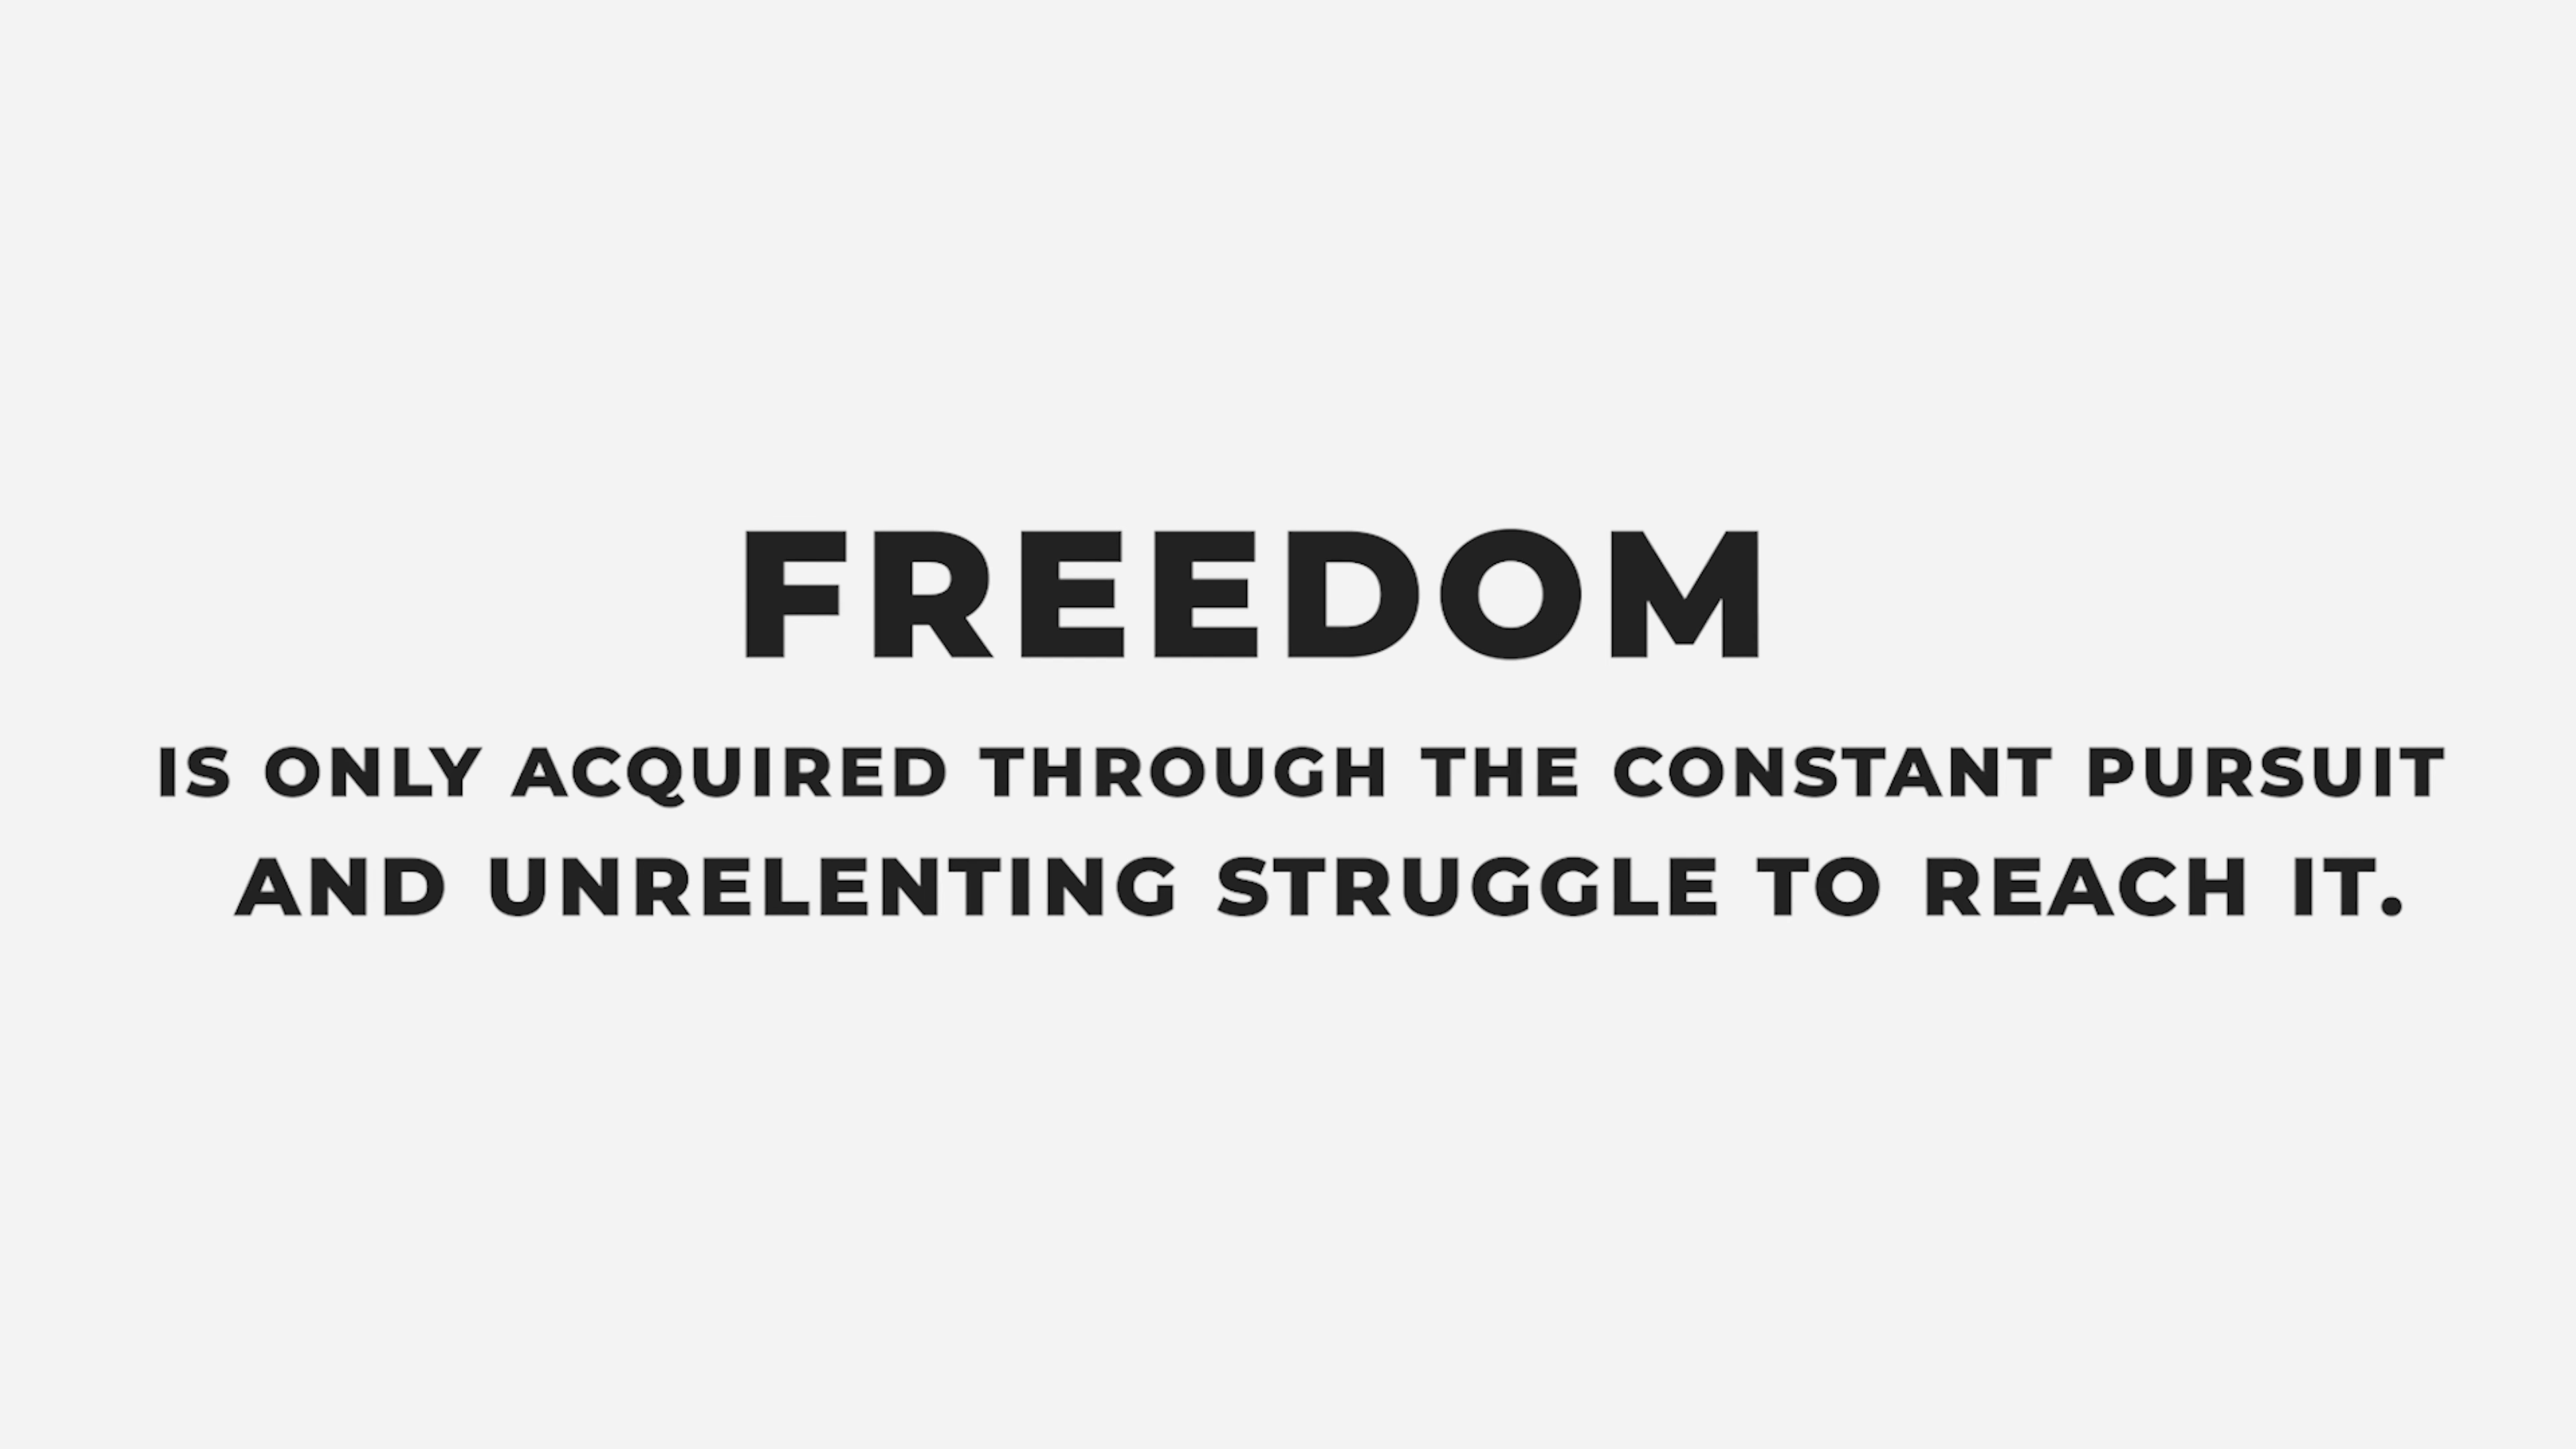 FREEDOM
IS ONLY ACQUIRED THROUGH THE CONSTANT PURSUIT
AND UNRELENTING STRUGGLE TO REACH IT.